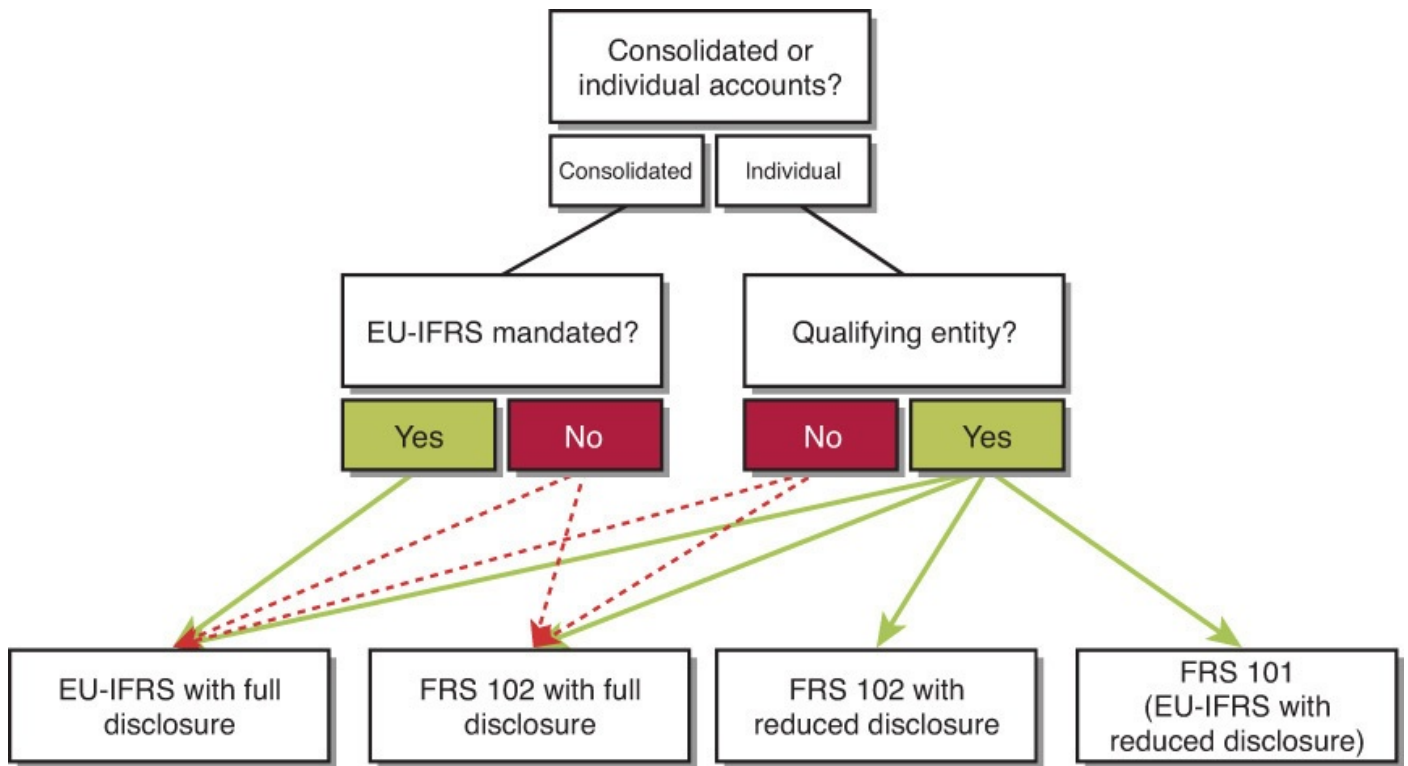 Consolidated or
individual accounts?
Consolidated
Individual
EU-IFRS mandated?
Qualifying entity?
Yes
No
No
Yes
EU-IFRS with full
disclosure
FRS 102 with full
disclosure
FRS 102 with
reduced disclosure
FRS 101
(EU-IFRS with
reduced disclosure)